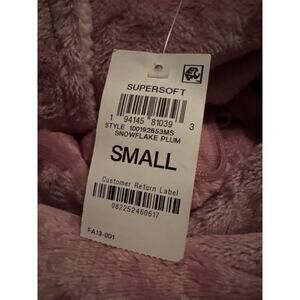 SUPERSOFT
1 94145 81039 3
STYLE 100192653MS
SNOWFLAKE PLUM
SMALL
Customer Return Label
082252460617
FA13-001